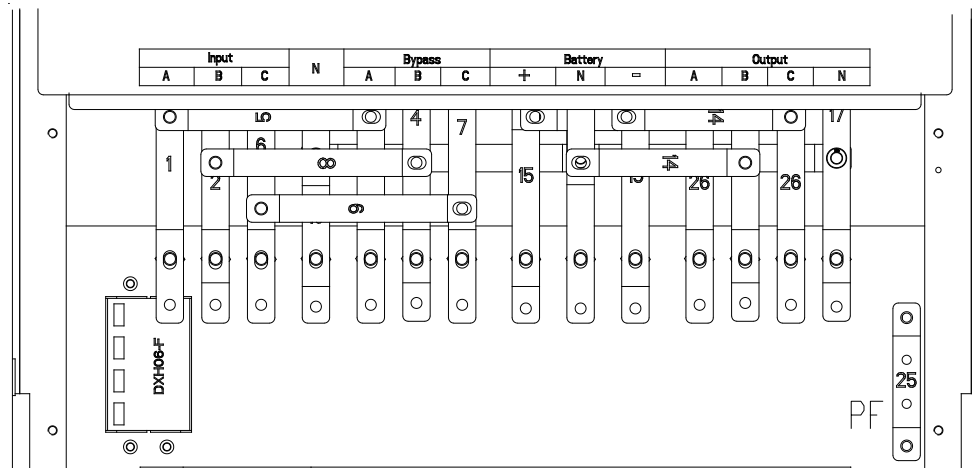 Input N Bypass Battery Output
A B C A B C + N - A B C N
5 4 7 14 17
1 6 8 14
2 15 26 26
9
DXH06-F
25
PF